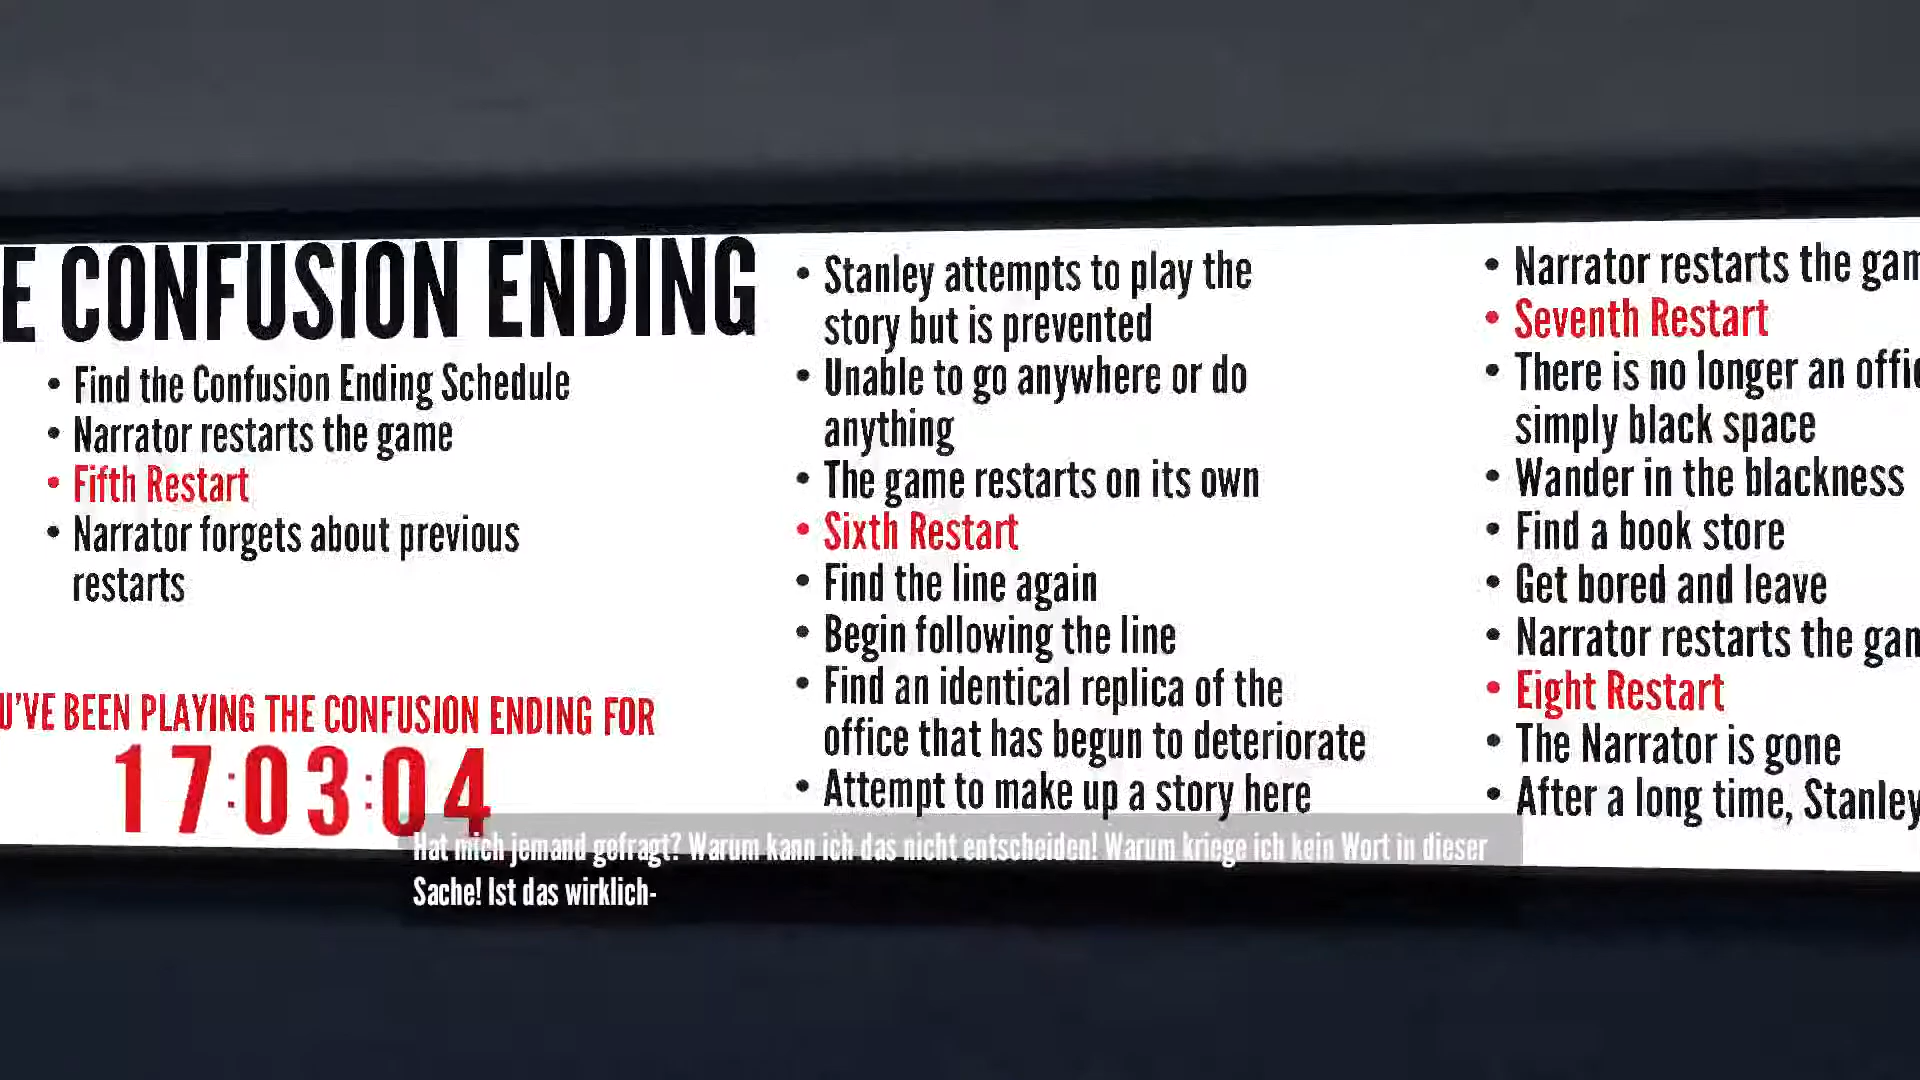 E CONFUSION ENDING
• Find the Confusion Ending Schedule
• Narrator restarts the game
• Fifth Restart
• Narrator forgets about previous
restarts
U'VE BEEN PLAYING THE CONFUSION ENDING FOR
17:03:04
• Stanley attempts to play the
story but is prevented
• Unable to go anywhere or do
anything
• The game restarts on its own
• Sixth Restart
• Find the line again
• Begin following the line
• Find an identical replica of the
office that has begun to deteriorate
• Attempt to make up a story here
• Narrator restarts the gam
• Seventh Restart
• There is no longer an offic
simply black space
• Wander in the blackness
• Find a book store
• Get bored and leave
• Narrator restarts the gam
• Eight Restart
• The Narrator is gone
• After a long time, Stanley
Hat mich jemand gefragt? Warum kann ich das nicht entscheiden! Warum kriege ich kein Wort in dieser
Sache! Ist das wirklich-